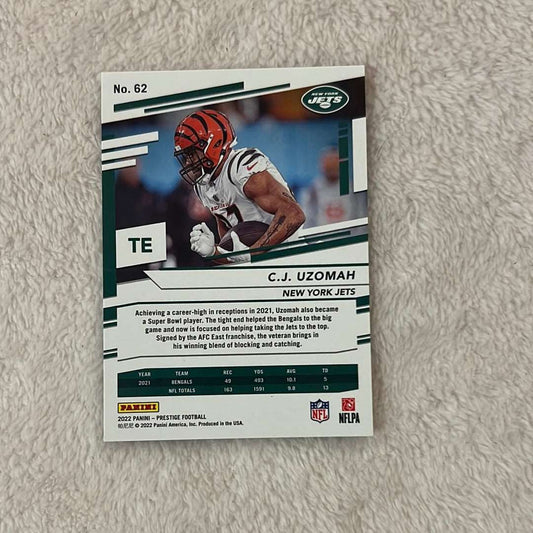 No. 62
NEW YORK
JETS
TE
C.J. UZOMAH
NEW YORK JETS
Achieving a career-high in receptions in 2021, Uzomah also became
a Super Bowl player. The tight end helped the Bengals to the big
game and now is focused on helping taking the Jets to the top.
Signed by the AFC East franchise, the veteran brings in
his winning blend of blocking and catching.
YEAR TEAM REC YDS AVG TD
2021 BENGALS 49 493 10.1 5
NFL TOTALS 163 1591 9.8 13
PANINI
NFL
NFLPA
2022 PANINI – PRESTIGE FOOTBALL
帕尼尼 © 2022 Panini America, Inc. Produced in the USA.